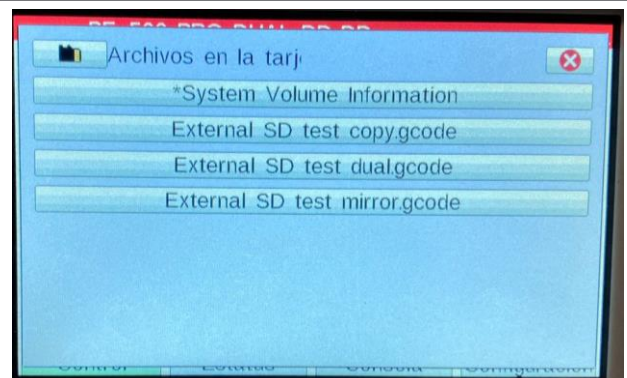 Archivos en la tarj
*System Volume Information
External SD test copy.gcode
External SD test dual.gcode
External SD test mirror.gcode